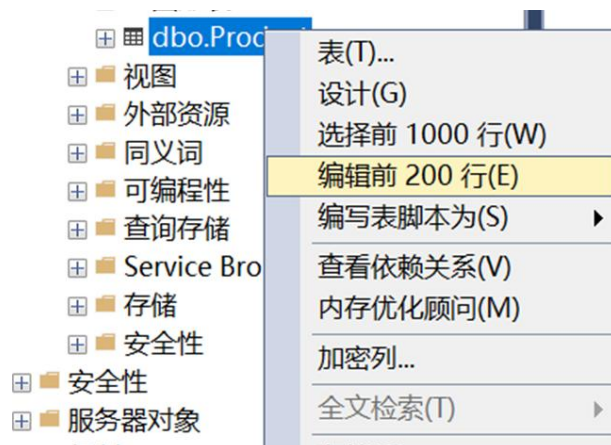 dbo.Proc
表(T)...
视图
设计(G)
外部资源
选择前 1000 行(W)
同义词
编辑前 200 行(E)
可编程性
编写表脚本为(S)
查询存储
Service Bro
查看依赖关系(V)
存储
内存优化顾问(M)
安全性
加密列...
安全性
全文检索(T)
服务器对象